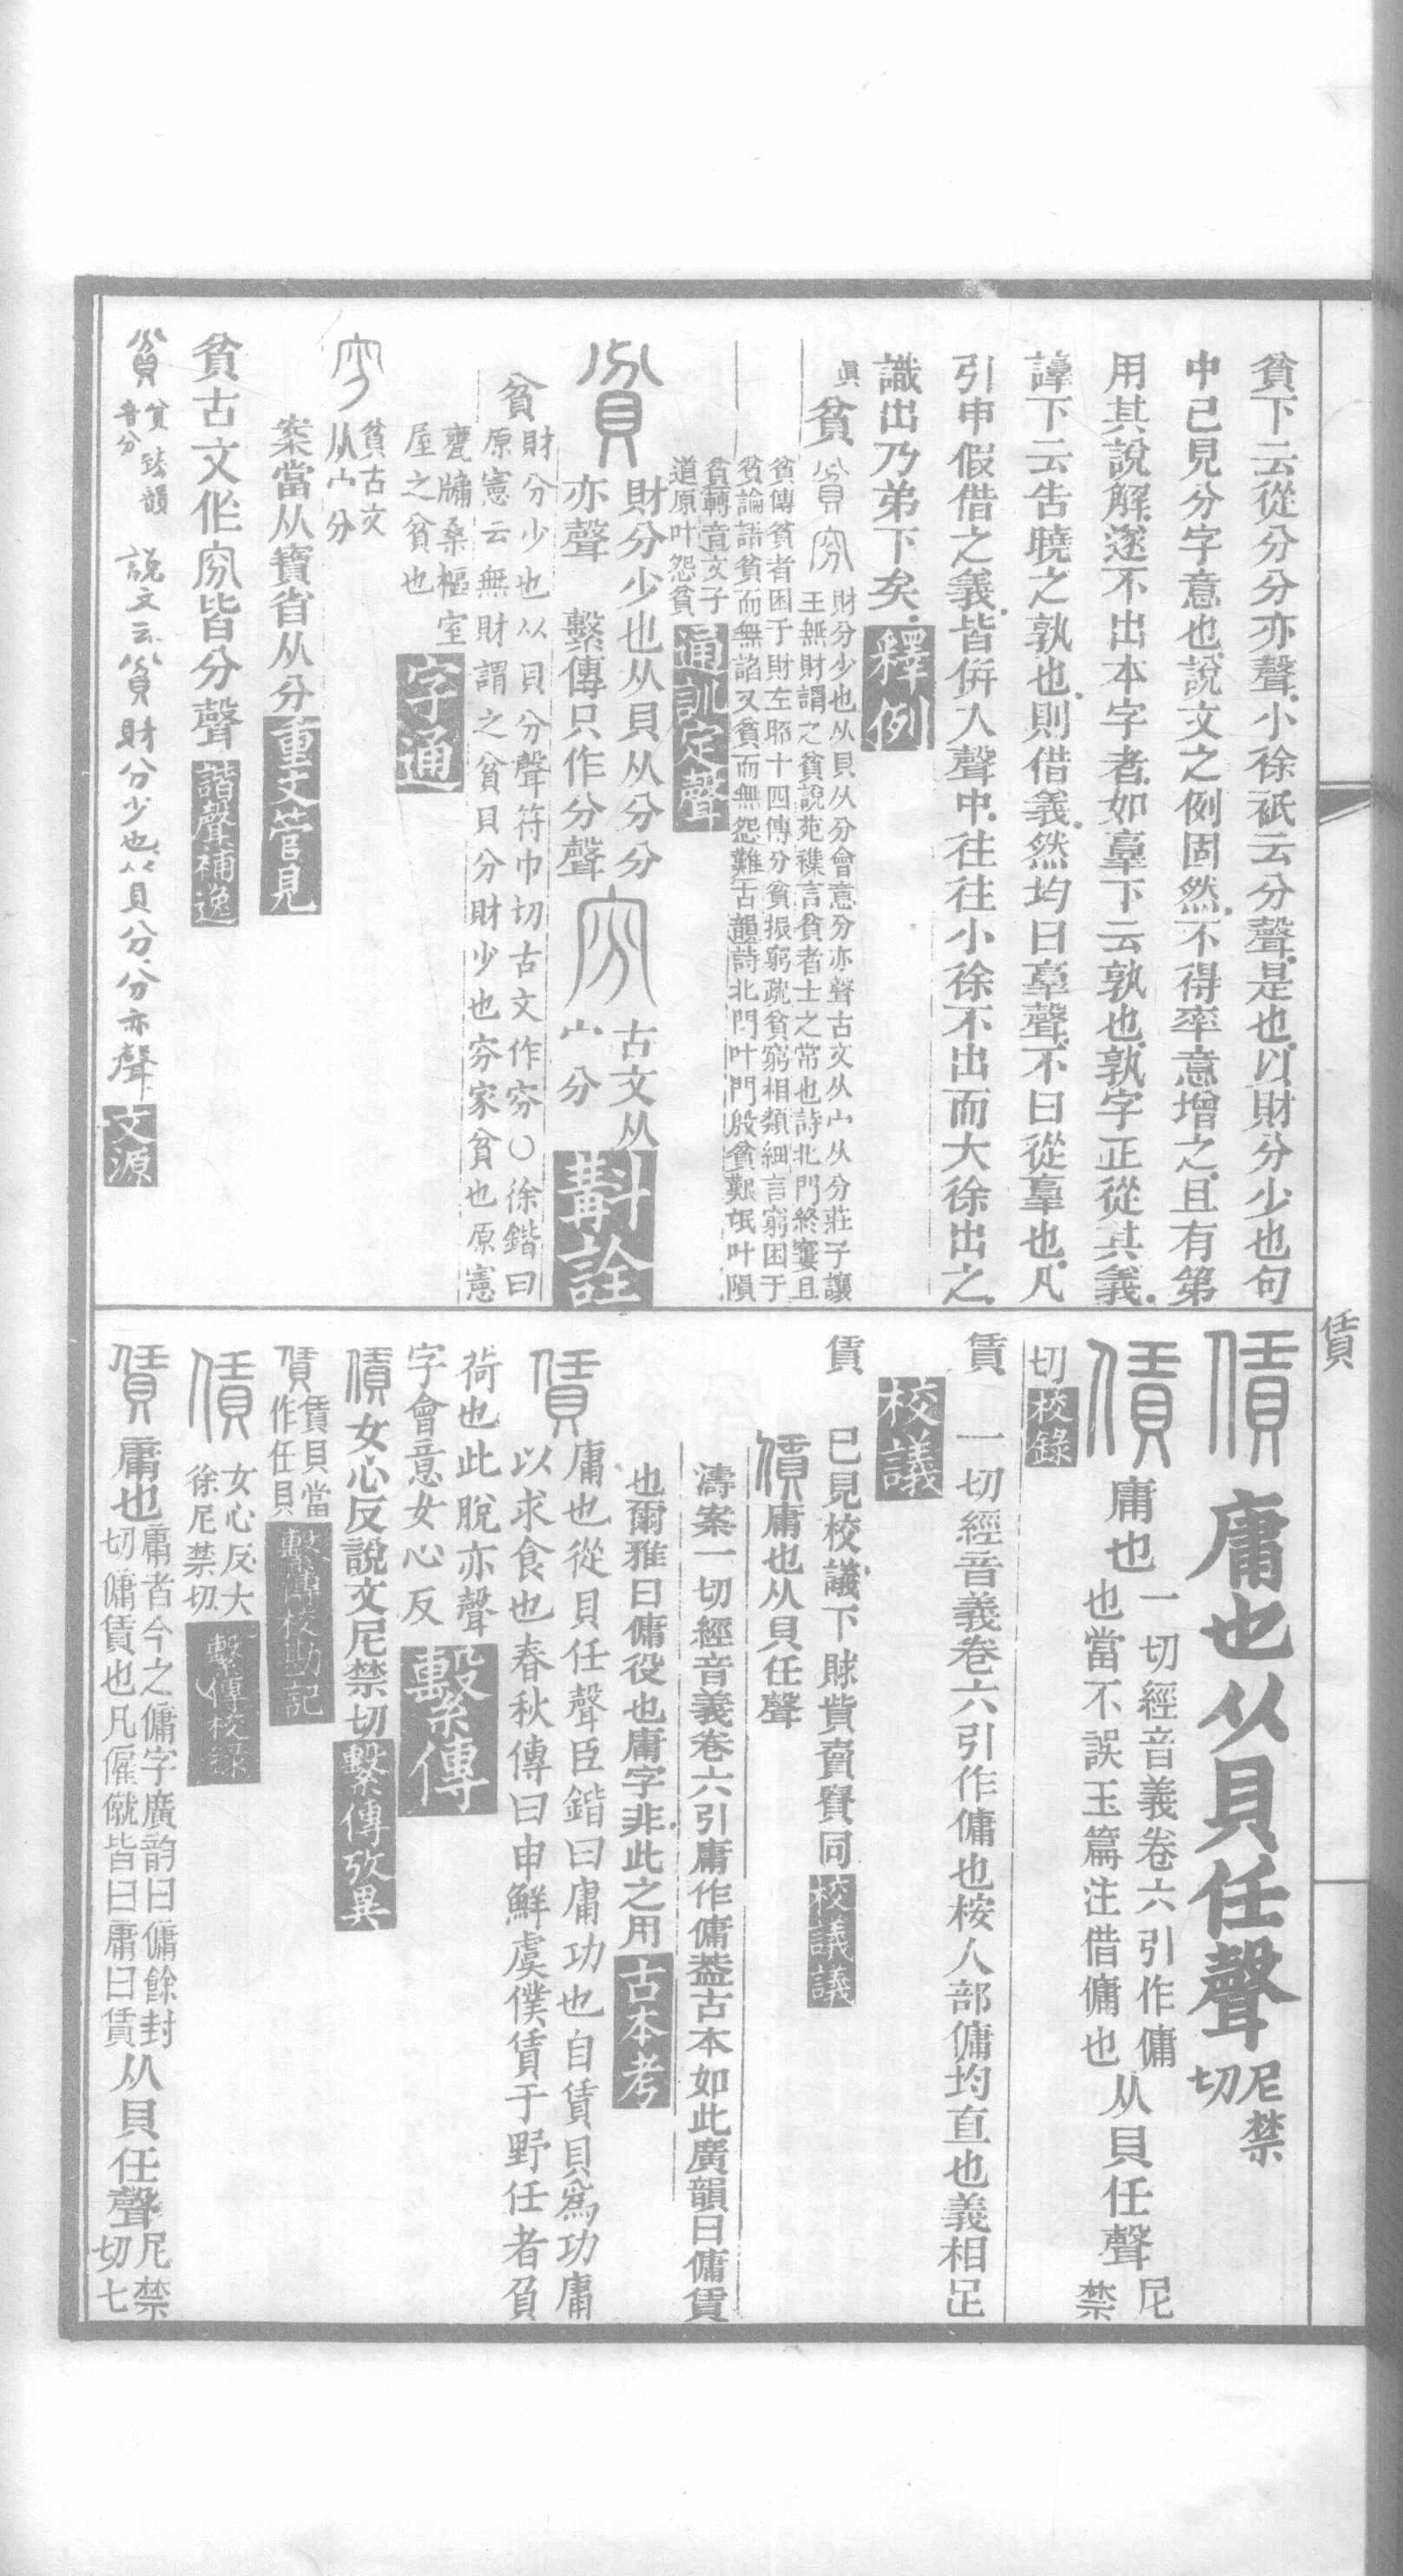 貧下云從分分亦聲小徐祇云分聲是也以財分少也句
中已見分字意也說文之例固然不得率意增之且有第
用其說解遂不出本字者如𦎫下云孰也孰字正從其義
諄下云告曉之孰也則借義然均曰𦎫聲不曰從𦎫也凡
引申假借之義皆併入聲中往往小徐不出而大徐出之
識出乃弟下矣釋例
眞貧
財分少也从貝从分會意分亦聲古文从宀从分莊子讓
王無財謂之貧說苑襍言貧者士之常也詩北門終窶且
貧傳貧者困于財左昭十四傳分貧振窮疏貧窮相類細言窮困于
貧論語貧而無諂又貧而無怨難古韻詩北門叶門殷貧艱氓叶隕
貧轉音文子
道原叶怨貧
通訓定聲
財分少也从貝从分分
亦聲 繫傳只作分聲
古文从
宀分
斠詮
貧
財分少也从貝分聲符巾切古文作穷〇徐鍇曰
原憲云無財謂之貧貝分財少也穷家貧也原憲
甕牖桑樞室
屋之貧也
字通
貧古文
从宀分
案當从寶省从分重文管見
貧古文作㝐皆分聲諧聲補逸
說文云貧財分少也从貝分分亦聲文源
賃
賃庸也从貝任聲尼禁切
賃庸也
一切經音義卷六引作傭
也當不誤玉篇注借傭也
从貝任聲尼禁
切校錄
賃 一切經音義卷六引作傭也桉人部傭均直也義相足
校議
賃 已見校議下賕貲賣賨同校議議
賃庸也从貝任聲
濤案一切經音義卷六引庸作傭葢古本如此廣韻曰傭賃
也爾雅曰傭役也庸字非此之用古本考
賃庸也從貝任聲臣鍇曰庸功也自賃貝爲功庸
以求食也春秋傳曰申鮮虞僕賃于野任者負
荷也此脫亦聲
字會意女心反
繫傳
賃女心反說文尼禁切繫傳攷異
賃
賃貝當
作任貝
繫傳校勘記
賃
女心反大
徐尼禁切
繫傳校錄
賃庸也
庸者今之傭字廣韵曰傭餘封
切傭賃也凡僱僦皆曰庸曰賃
从貝任聲
尼禁
切七